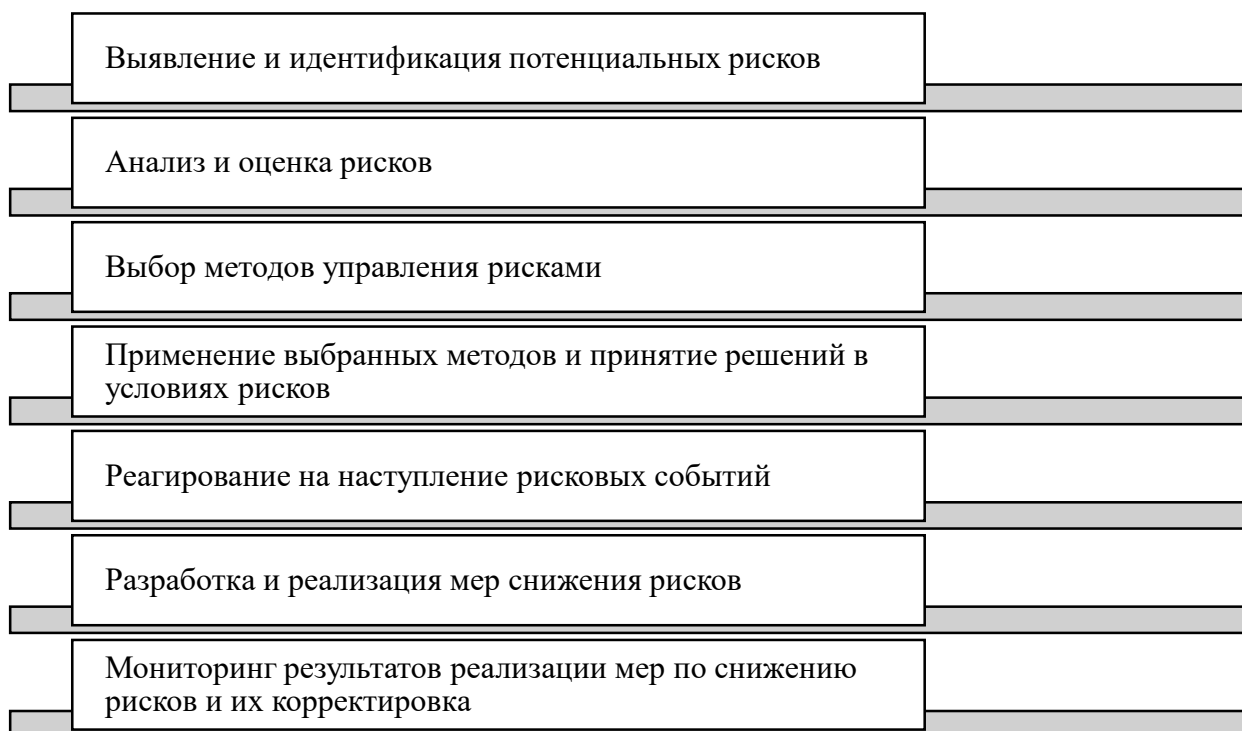 Выявление и идентификация потенциальных рисков
Анализ и оценка рисков
Выбор методов управления рисками
Применение выбранных методов и принятие решений в
условиях рисков
Реагирование на наступление рисковых событий
Разработка и реализация мер снижения рисков
Мониторинг результатов реализации мер по снижению
рисков и их корректировка